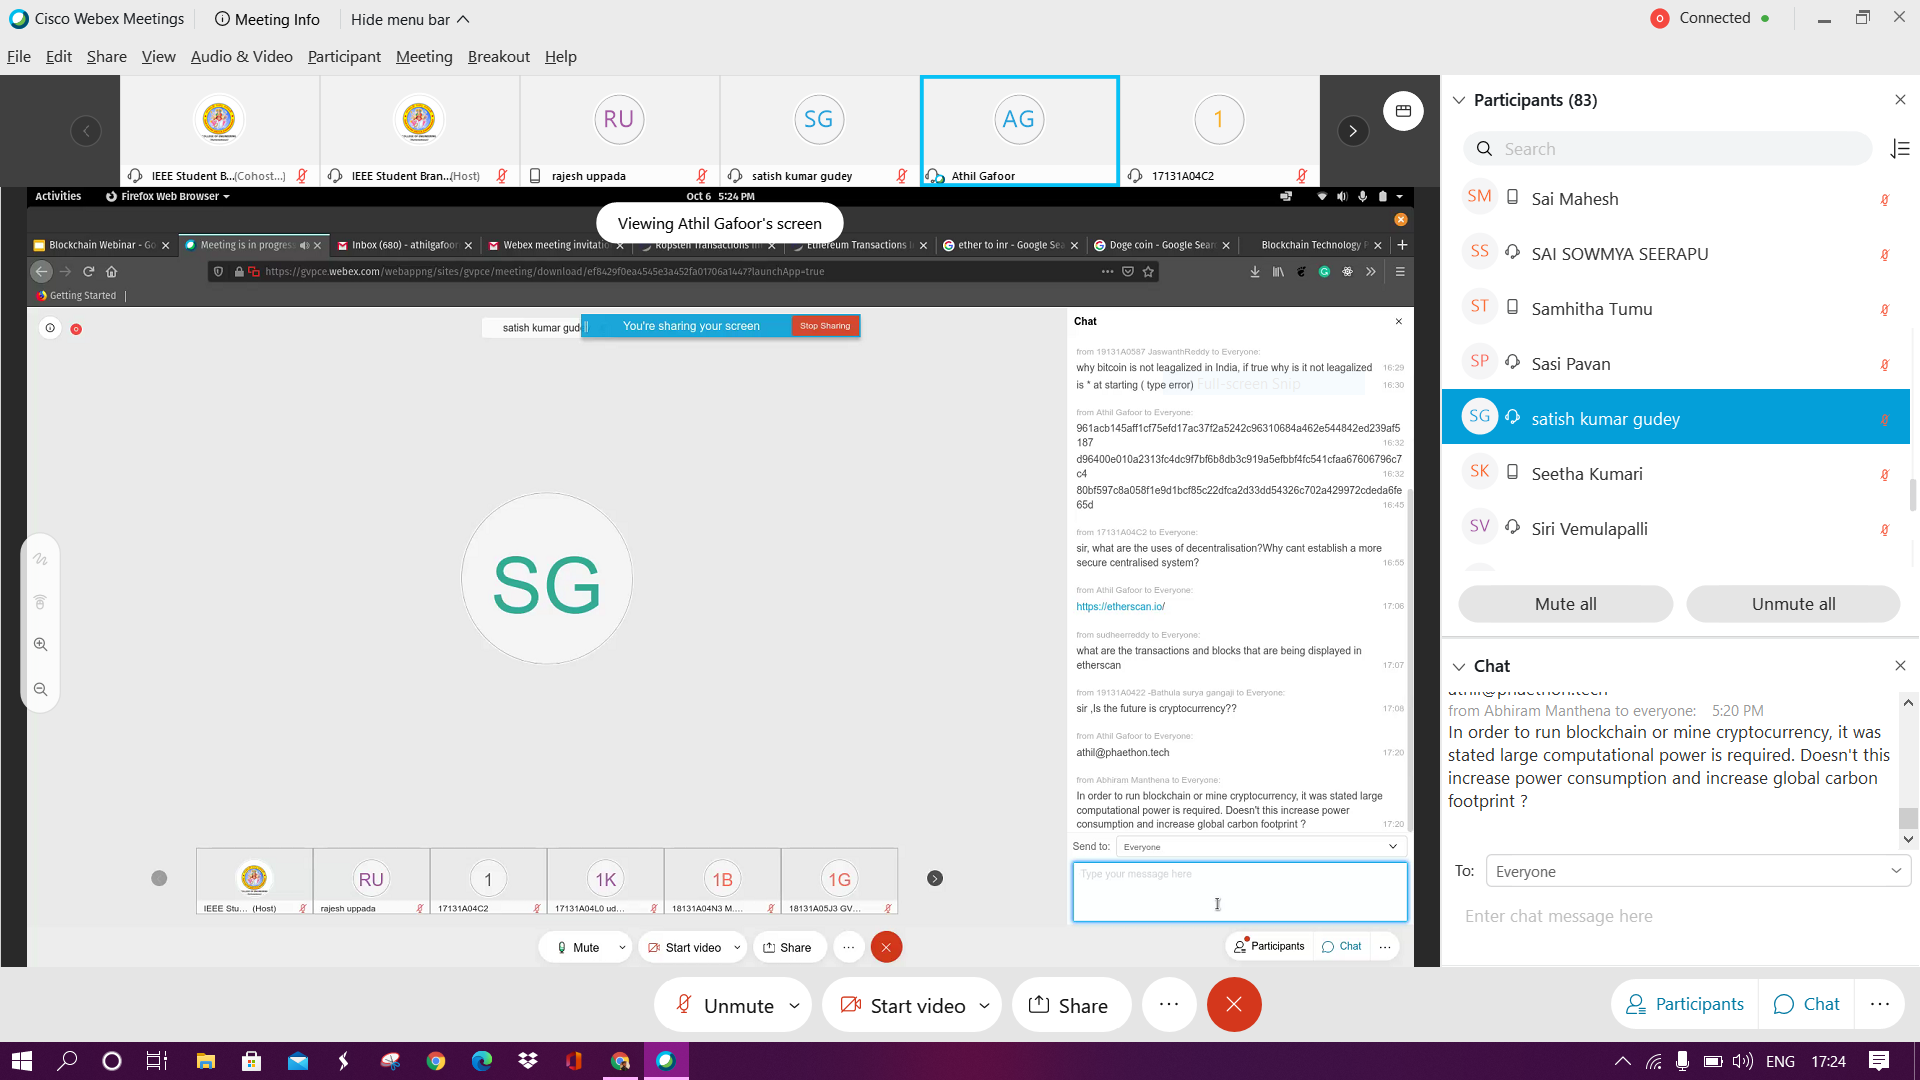 Cisco Webex Meetings
Meeting Info
Hide menu bar
Connected
File Edit Share View Audio & Video Participant Meeting Breakout Help
RU SG AG 1
IEEE Student B...(Cohost...)
IEEE Student Bran...(Host)
rajesh uppada
satish kumar gudey
Athil Gafoor
17131A04C2
Activities
Firefox Web Browser
Oct 6 5:24 PM
Viewing Athil Gafoor's screen
Blockchain Webinar - Go
Meeting is in progress
Inbox (680) - athilgafoor
Webex meeting invitatio
Ropsten Transactions In
Ethereum Transactions I
ether to inr - Google Sea
Doge coin - Google Searc
Blockchain Technology P
https://gvpce.webex.com/webappng/sites/gvpce/meeting/download/ef8429f0ea4545e3a452fa01706a1447?launchApp=true
Getting Started
satish kumar gude
You're sharing your screen
Stop Sharing
SG
Chat
from 19131A0587 JaswanthReddy to Everyone:
why bitcoin is not leagalized in India, if true why is it not leagalized 16:29
is * at starting ( type error) 16:30
Full-screen Snip
from Athil Gafoor to Everyone:
961acb145aff1cf75efd17ac37f2a5242c96310684a462e544842ed239af5
187 16:32
d96400e010a2313fc4dc9f7bf6b8db3c919a5efbbf4fc541cfaa67606796c7
c4 16:32
80bf597c8a058f1e9d1bcf85c22dfca2d33dd54326c702a429972cdeda6fe
65d 16:45
from 17131A04C2 to Everyone:
sir, what are the uses of decentralisation?Why cant establish a more
secure centralised system? 16:55
from Athil Gafoor to Everyone:
https://etherscan.io/ 17:06
from sudheerreddy to Everyone:
what are the transactions and blocks that are being displayed in
etherscan 17:07
from 19131A0422 -Bathula surya gangaji to Everyone:
sir ,Is the future is cryptocurrency?? 17:08
from Athil Gafoor to Everyone:
athil@phaethon.tech 17:20
from Abhiram Manthena to Everyone:
In order to run blockchain or mine cryptocurrency, it was stated large
computational power is required. Doesn't this increase power
consumption and increase global carbon footprint ? 17:20
Send to: Everyone
Type your message here
RU 1 1K 1B 1G
IEEE Stu... (Host)
rajesh uppada
17131A04C2
17131A04L0 ud...
18131A04N3 M....
18131A05J3 GV...
Mute
Start video
Share
Participants
Chat
Participants (83)
Search
SM Sai Mahesh
SS SAI SOWMYA SEERAPU
ST Samhitha Tumu
SP Sasi Pavan
SG satish kumar gudey
SK Seetha Kumari
SV Siri Vemulapalli
Mute all
Unmute all
Chat
athil@phaethon.tech
from Abhiram Manthena to everyone: 5:20 PM
In order to run blockchain or mine cryptocurrency, it was
stated large computational power is required. Doesn't this
increase power consumption and increase global carbon
footprint ?
To: Everyone
Enter chat message here
Unmute
Start video
Share
Participants
Chat
ENG
17:24